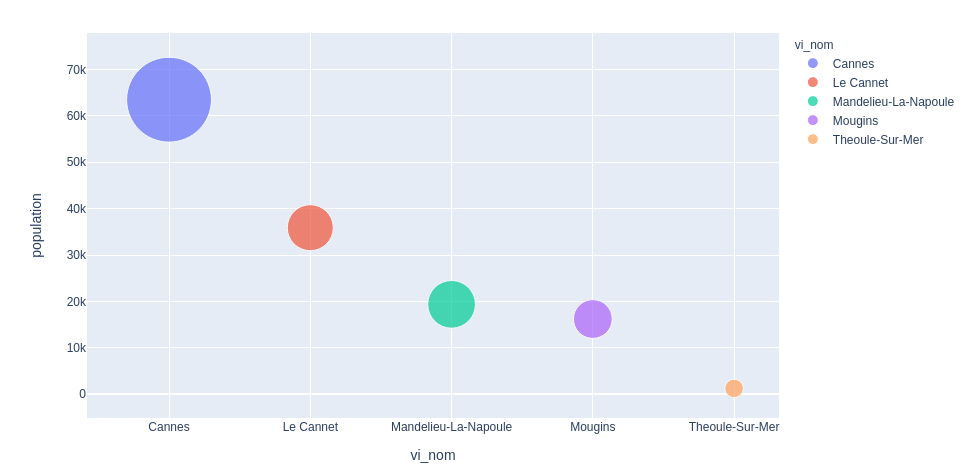 vi_nom
Cannes
Le Cannet
Mandelieu-La-Napoule
Mougins
Theoule-Sur-Mer
70k
60k
50k
40k
30k
20k
10k
0
population
Cannes
Le Cannet
Mandelieu-La-Napoule
Mougins
Theoule-Sur-Mer
vi_nom